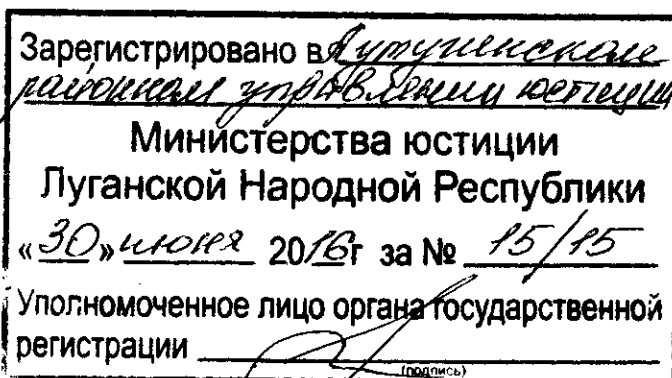 Зарегистрировано в Лутугинском
районном управлении юстиции
Министерства юстиции
Луганской Народной Республики
«30» июня 2016г за № 15/15
Уполномоченное лицо органа государственной
регистрации
(подпись)